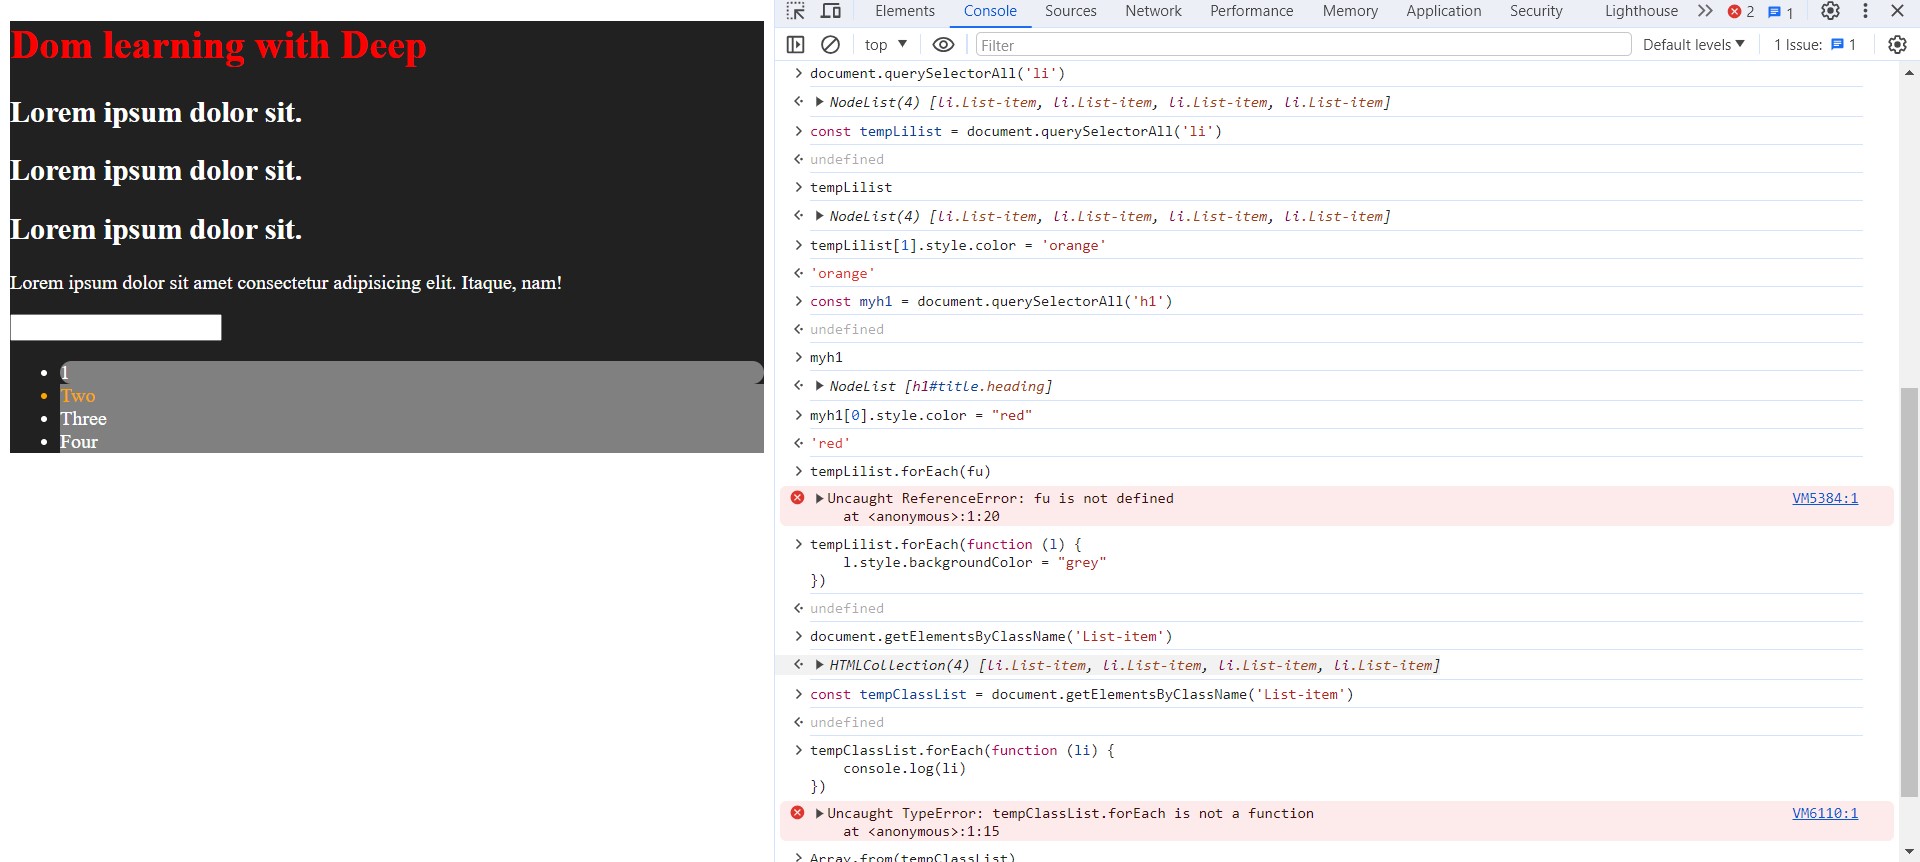 Dom learning with Deep
Lorem ipsum dolor sit.
Lorem ipsum dolor sit.
Lorem ipsum dolor sit.
Lorem ipsum dolor sit amet consectetur adipisicing elit. Itaque, nam!
1
Two
Three
Four
Elements Console Sources Network Performance Memory Application Security Lighthouse 2 1
top Filter Default levels 1 Issue: 1
document.querySelectorAll('li')
NodeList(4) [li.List-item, li.List-item, li.List-item, li.List-item]
const tempLilist = document.querySelectorAll('li')
undefined
tempLilist
NodeList(4) [li.List-item, li.List-item, li.List-item, li.List-item]
tempLilist[1].style.color = 'orange'
'orange'
const myh1 = document.querySelectorAll('h1')
undefined
myh1
NodeList [h1#title.heading]
myh1[0].style.color = "red"
'red'
tempLilist.forEach(fu)
Uncaught ReferenceError: fu is not defined VM5384:1
at <anonymous>:1:20
tempLilist.forEach(function (l) {
l.style.backgroundColor = "grey"
})
undefined
document.getElementsByClassName('List-item')
HTMLCollection(4) [li.List-item, li.List-item, li.List-item, li.List-item]
const tempClassList = document.getElementsByClassName('List-item')
undefined
tempClassList.forEach(function (li) {
console.log(li)
})
Uncaught TypeError: tempClassList.forEach is not a function VM6110:1
at <anonymous>:1:15
Array.from(tempClassList)